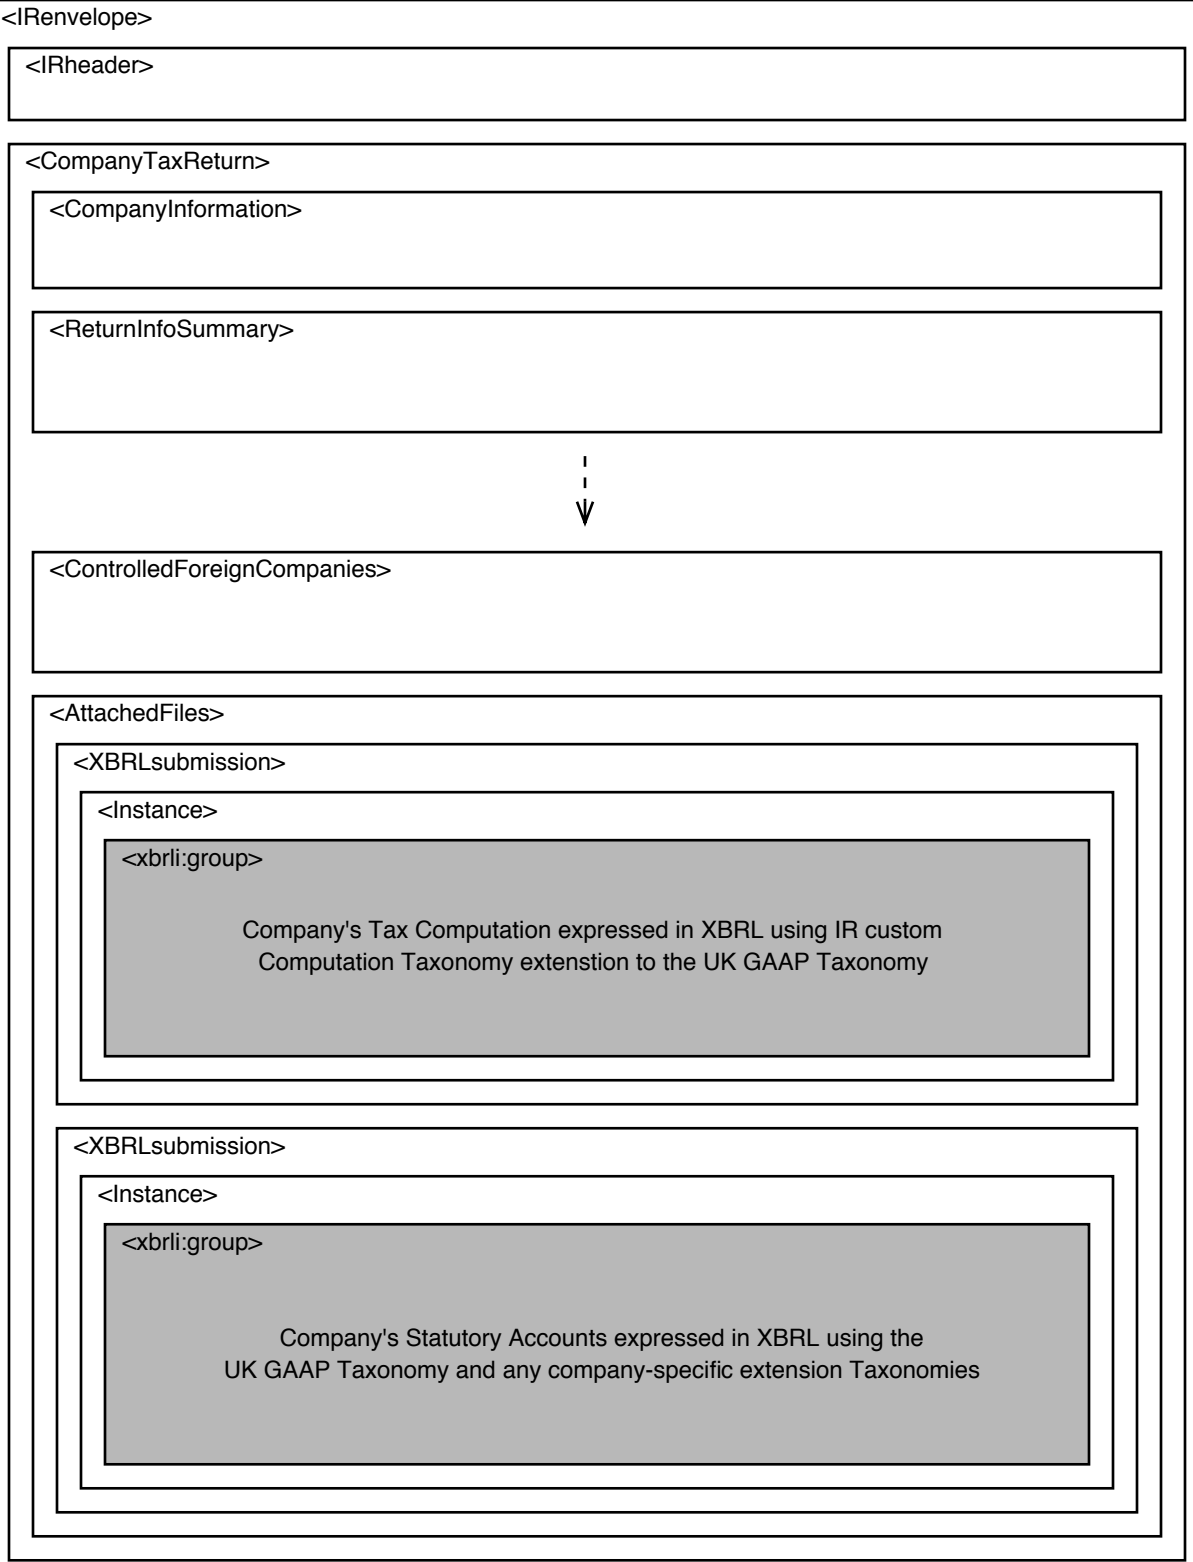 <IRenvelope>
<IRheader>
<CompanyTaxReturn>
<CompanyInformation>
<ReturnInfoSummary>
<ControlledForeignCompanies>
<AttachedFiles>
<XBRLsubmission>
<Instance>
<xbrli:group>
Company's Tax Computation expressed in XBRL using IR custom
Computation Taxonomy extenstion to the UK GAAP Taxonomy
<XBRLsubmission>
<Instance>
<xbrli:group>
Company's Statutory Accounts expressed in XBRL using the
UK GAAP Taxonomy and any company-specific extension Taxonomies